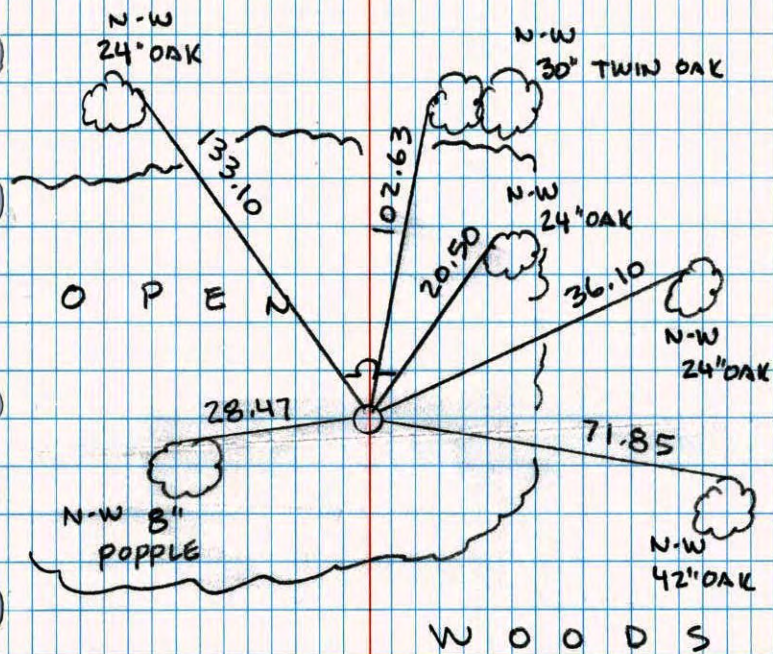 N-W
24" OAK
N-W
30" TWIN OAK
133.10
102.63
N-W
24" OAK
20.50
36.10
O P E N
N-W
24" OAK
28.47
71.85
N-W 8"
POPPLE
N-W
42" OAK
W O O D S